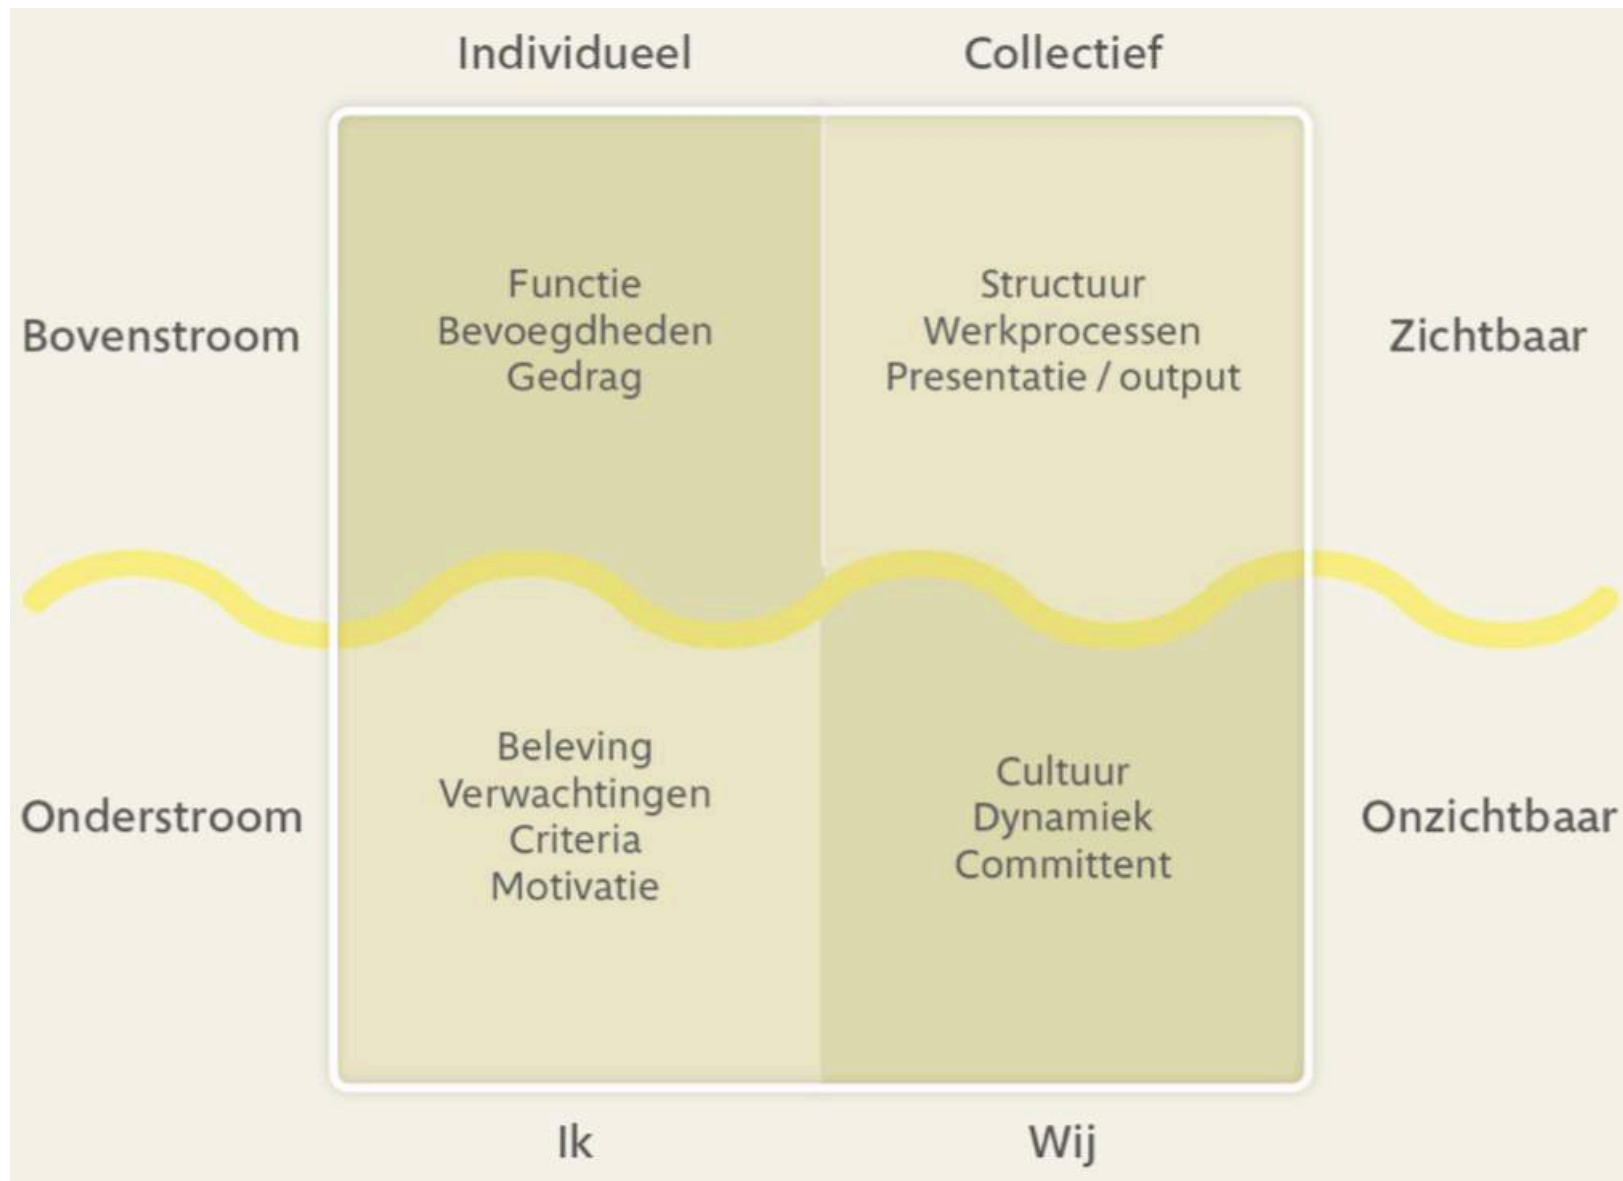 Individueel
Collectief
Bovenstroom
Functie
Bevoegdheden
Gedrag
Structuur
Werkprocessen
Presentatie / output
Zichtbaar
Onderstroom
Beleving
Verwachtingen
Criteria
Motivatie
Cultuur
Dynamiek
Committent
Onzichtbaar
Ik
Wij